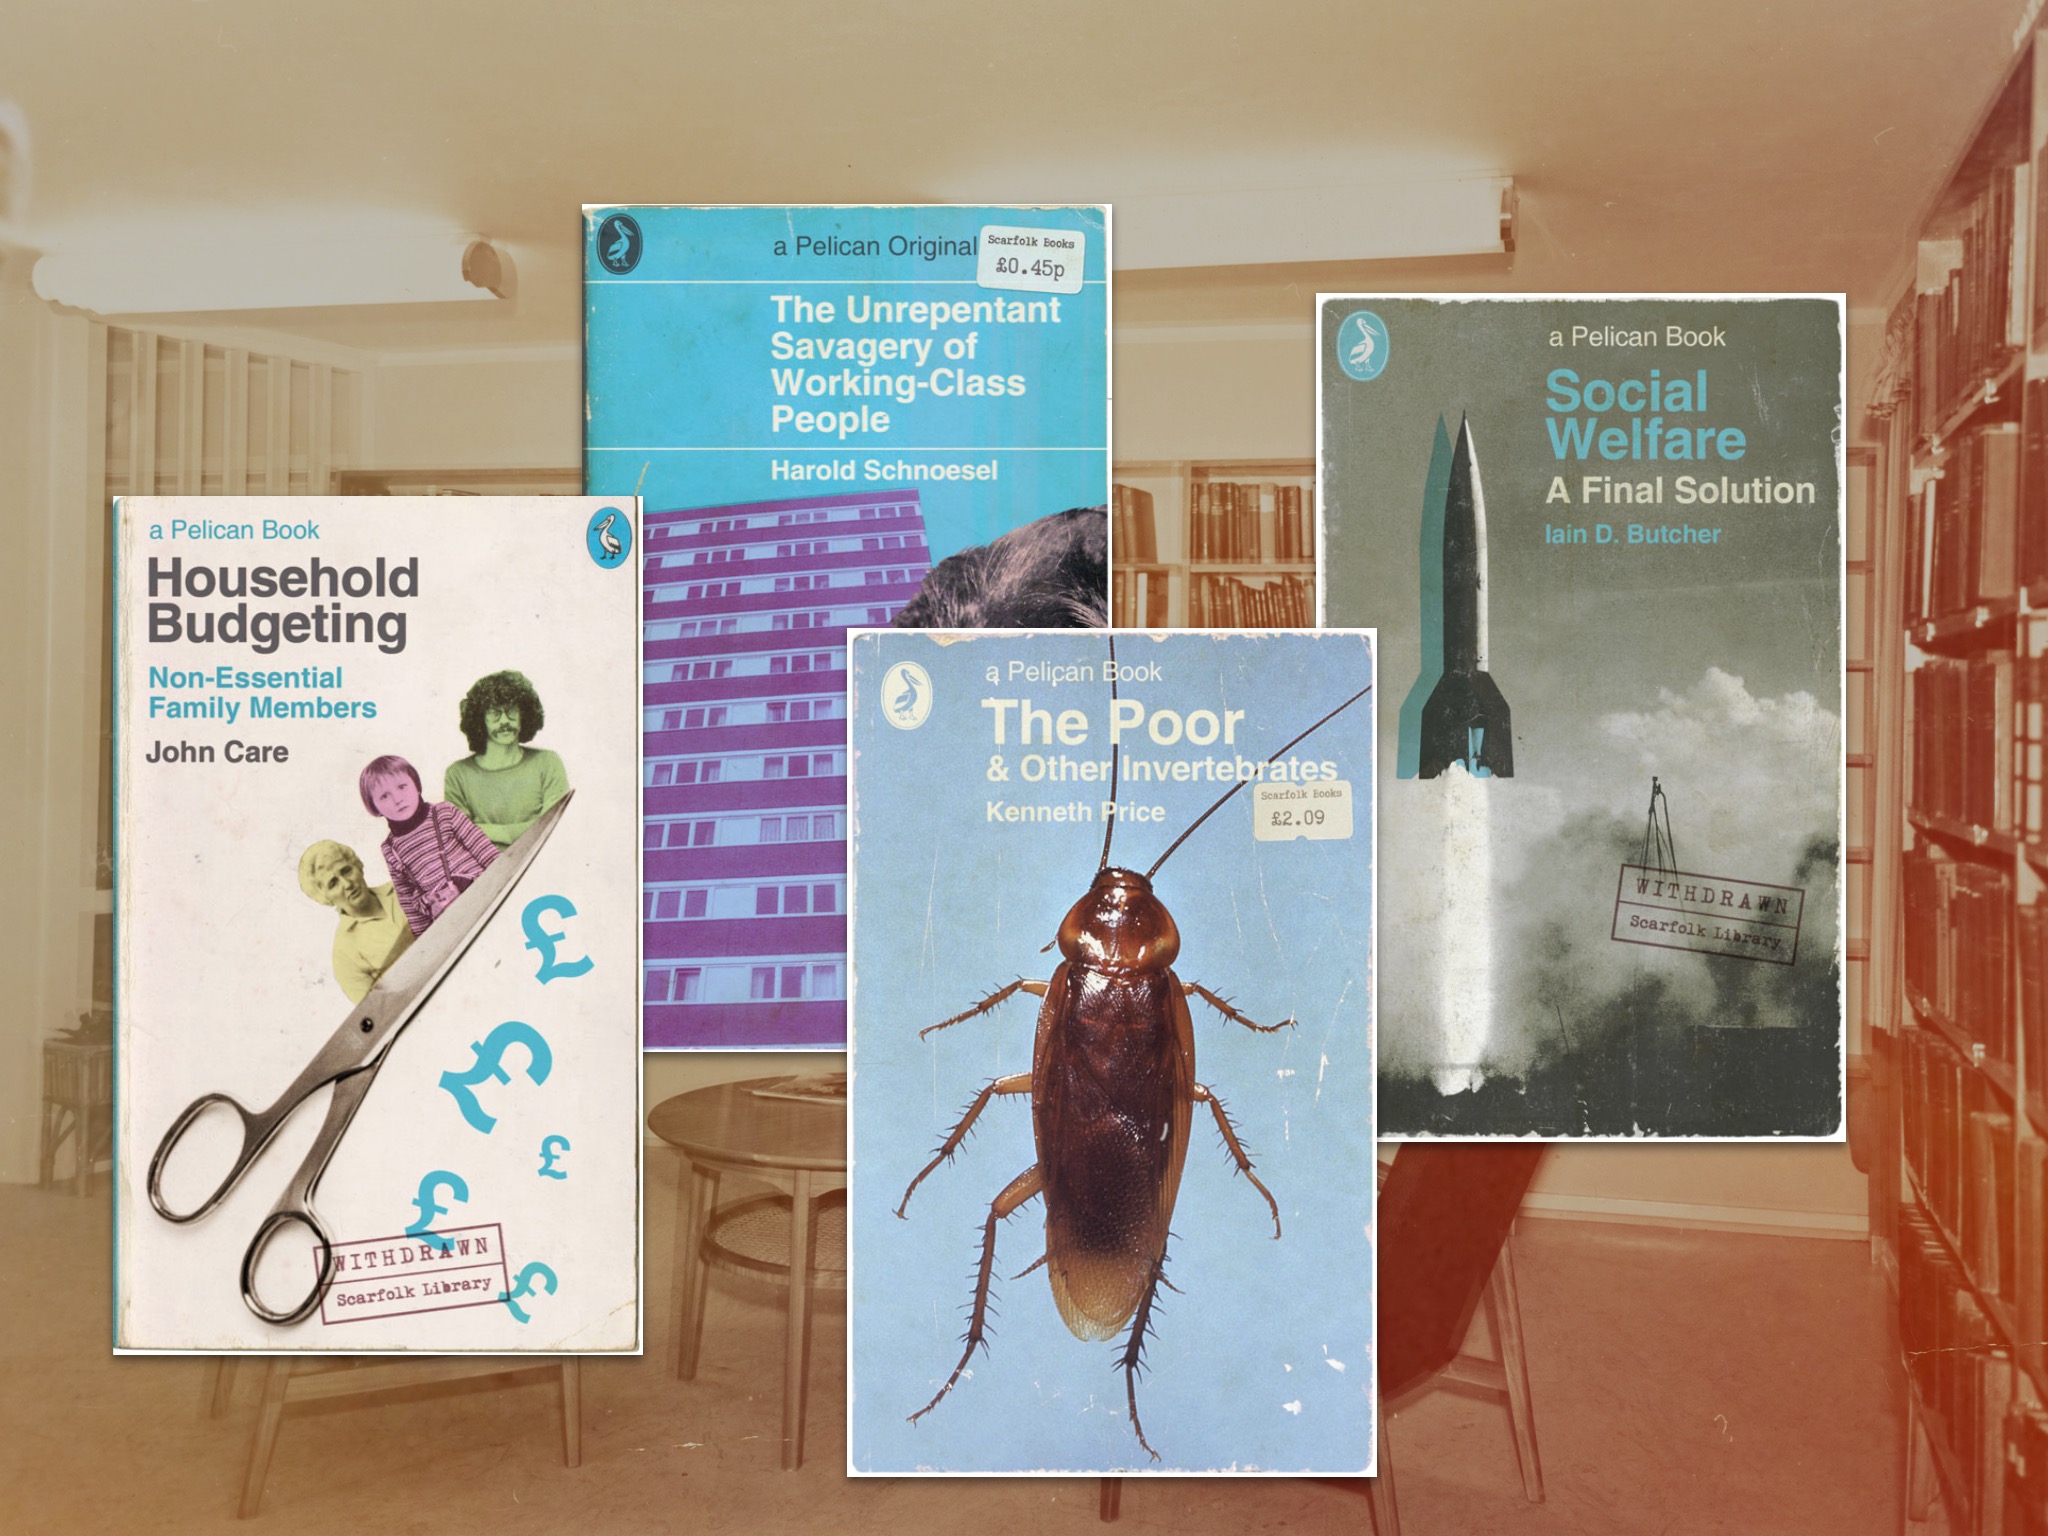 a Pelican Book
Household
Budgeting
Non-Essential
Family Members
John Care
£
£
£
£
£
WITHDRAWN
Scarfolk Library
a Pelican Original
Scarfolk Books
£0.45p
The Unrepentant
Savagery of
Working-Class
People
Harold Schnoesel
a Pelican Book
The Poor
& Other Invertebrates
Kenneth Price
Scarfolk Books
£2.09
a Pelican Book
Social
Welfare
A Final Solution
Iain D. Butcher
WITHDRAWN
Scarfolk Library